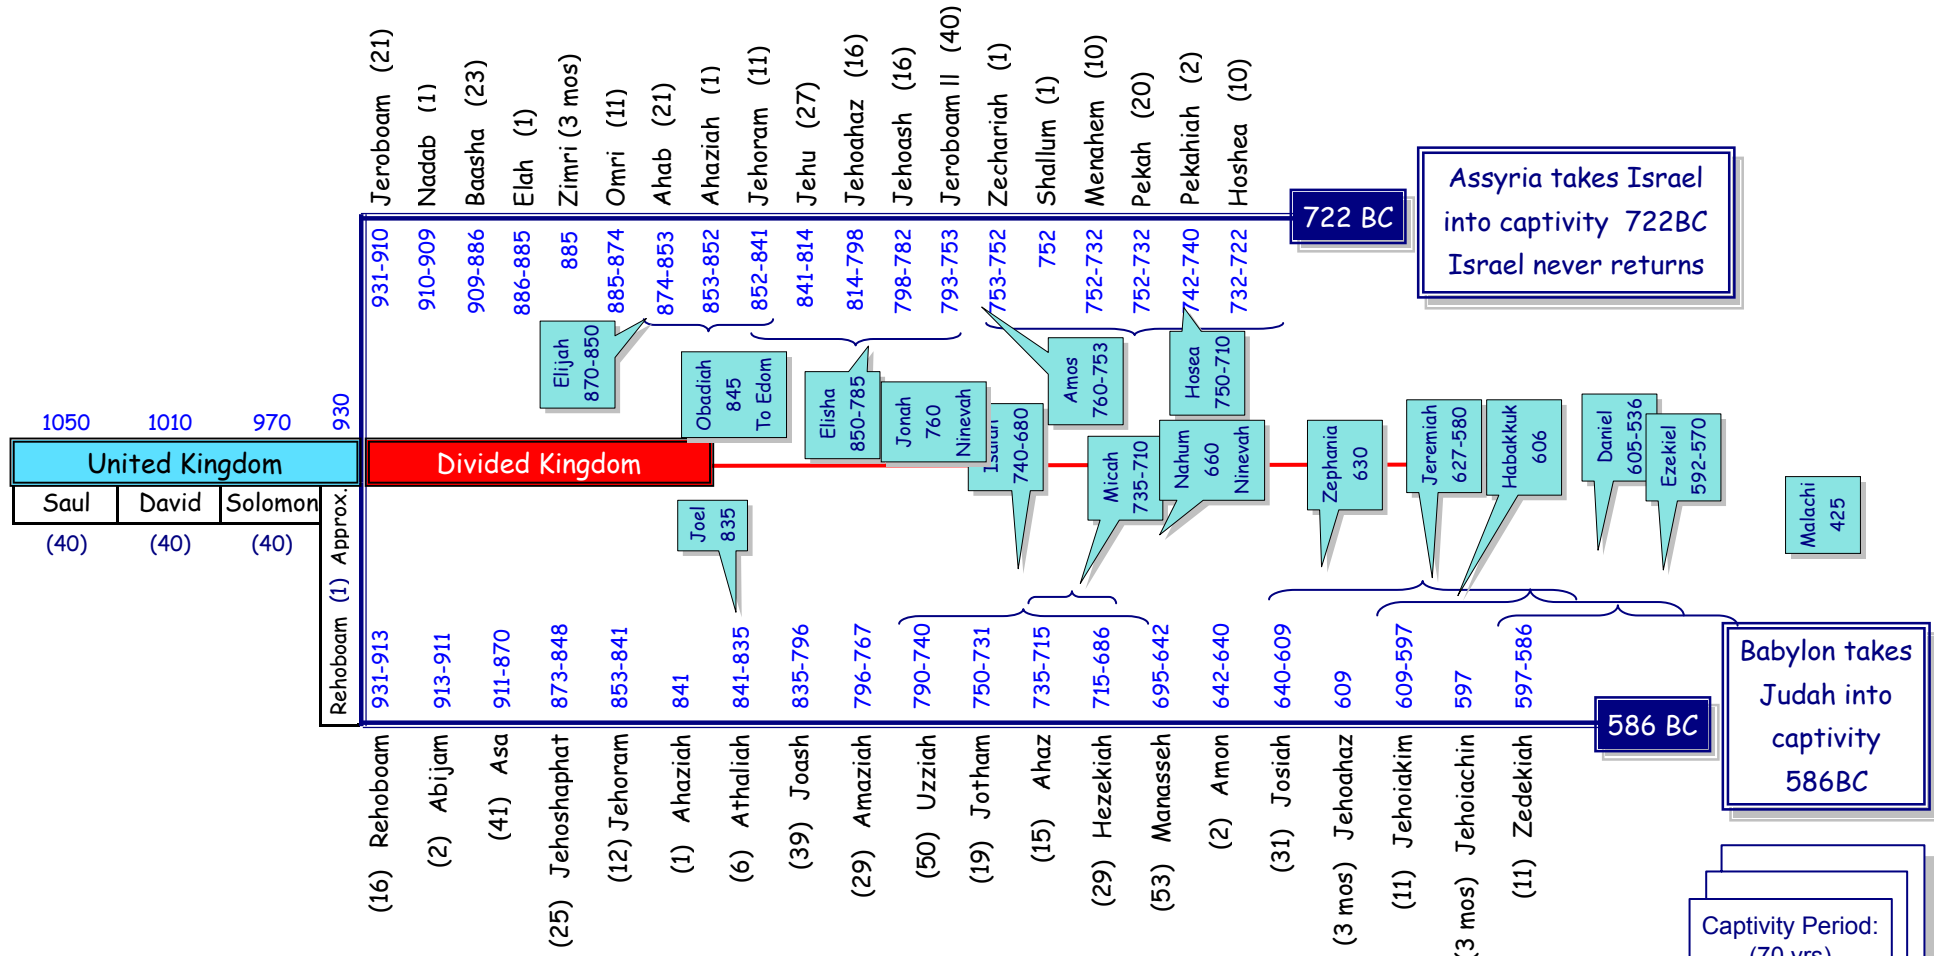 Jeroboam (21)
Nadab (1)
Baasha (23)
Elah (1)
Zimri (3 mos)
Omri (11)
Ahab (21)
Ahaziah (1)
Jehoram (11)
Jehu (27)
Jehoahaz (16)
Jehoash (16)
Jeroboam II (40)
Zechariah (1)
Shallum (1)
Menahem (10)
Pekah (20)
Pekahiah (2)
Hoshea (10)
931-910
910-909
909-886
886-885
885
885-874
874-853
853-852
852-841
841-814
814-798
798-782
793-753
753-752
752
752-732
752-732
742-740
732-722
722 BC
Assyria takes Israel
into captivity 722BC
Israel never returns
Elijah
870-850
Obadiah
845
To Edom
Elisha
850-785
Jonah
760
Ninevah
Isaiah
740-680
Amos
760-753
Micah
735-710
Hosea
750-710
Nahum
660
Ninevah
Zephania
630
Jeremiah
627-580
Habakkuk
606
Daniel
605-536
Ezekiel
592-570
Malachi
425
Joel
835
1050
1010
970
930
United Kingdom
Divided Kingdom
Saul
David
Solomon
(40)
(40)
(40)
Rehoboam (1) Approx.
931-913
913-911
911-870
873-848
853-841
841
841-835
835-796
796-767
790-740
750-731
735-715
715-686
695-642
642-640
640-609
609
609-597
597
597-586
586 BC
Babylon takes
Judah into
captivity
586BC
(16) Rehoboam
(2) Abijam
(41) Asa
(25) Jehoshaphat
(12) Jehoram
(1) Ahaziah
(6) Athaliah
(39) Joash
(29) Amaziah
(50) Uzziah
(19) Jotham
(15) Ahaz
(29) Hezekiah
(53) Manasseh
(2) Amon
(31) Josiah
(3 mos) Jehoahaz
(11) Jehoiakim
(3 mos) Jehoiachin
(11) Zedekiah
Captivity Period:
(70 yrs)